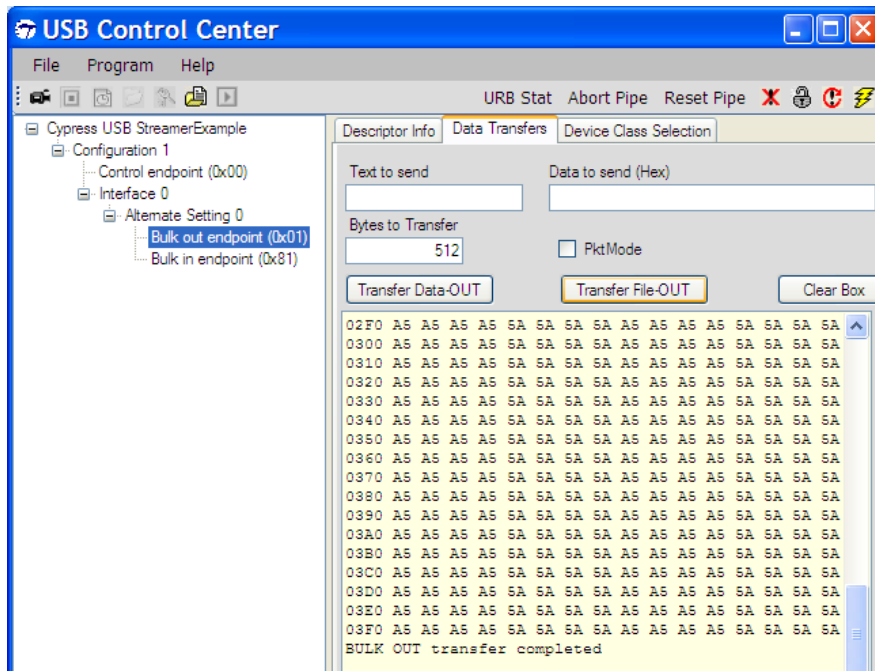 USB Control Center
File Program Help
URB Stat Abort Pipe Reset Pipe
Cypress USB StreamerExample
Configuration 1
Control endpoint (0x00)
Interface 0
Alternate Setting 0
Bulk out endpoint (0x01)
Bulk in endpoint (0x81)
Descriptor Info Data Transfers Device Class Selection
Text to send Data to send (Hex)
Bytes to Transfer
512 PktMode
Transfer Data-OUT Transfer File-OUT Clear Box
02F0 A5 A5 A5 A5 5A 5A 5A 5A A5 A5 A5 A5 5A 5A 5A 5A
0300 A5 A5 A5 A5 5A 5A 5A 5A A5 A5 A5 A5 5A 5A 5A 5A
0310 A5 A5 A5 A5 5A 5A 5A 5A A5 A5 A5 A5 5A 5A 5A 5A
0320 A5 A5 A5 A5 5A 5A 5A 5A A5 A5 A5 A5 5A 5A 5A 5A
0330 A5 A5 A5 A5 5A 5A 5A 5A A5 A5 A5 A5 5A 5A 5A 5A
0340 A5 A5 A5 A5 5A 5A 5A 5A A5 A5 A5 A5 5A 5A 5A 5A
0350 A5 A5 A5 A5 5A 5A 5A 5A A5 A5 A5 A5 5A 5A 5A 5A
0360 A5 A5 A5 A5 5A 5A 5A 5A A5 A5 A5 A5 5A 5A 5A 5A
0370 A5 A5 A5 A5 5A 5A 5A 5A A5 A5 A5 A5 5A 5A 5A 5A
0380 A5 A5 A5 A5 5A 5A 5A 5A A5 A5 A5 A5 5A 5A 5A 5A
0390 A5 A5 A5 A5 5A 5A 5A 5A A5 A5 A5 A5 5A 5A 5A 5A
03A0 A5 A5 A5 A5 5A 5A 5A 5A A5 A5 A5 A5 5A 5A 5A 5A
03B0 A5 A5 A5 A5 5A 5A 5A 5A A5 A5 A5 A5 5A 5A 5A 5A
03C0 A5 A5 A5 A5 5A 5A 5A 5A A5 A5 A5 A5 5A 5A 5A 5A
03D0 A5 A5 A5 A5 5A 5A 5A 5A A5 A5 A5 A5 5A 5A 5A 5A
03E0 A5 A5 A5 A5 5A 5A 5A 5A A5 A5 A5 A5 5A 5A 5A 5A
03F0 A5 A5 A5 A5 5A 5A 5A 5A A5 A5 A5 A5 5A 5A 5A 5A
BULK OUT transfer completed